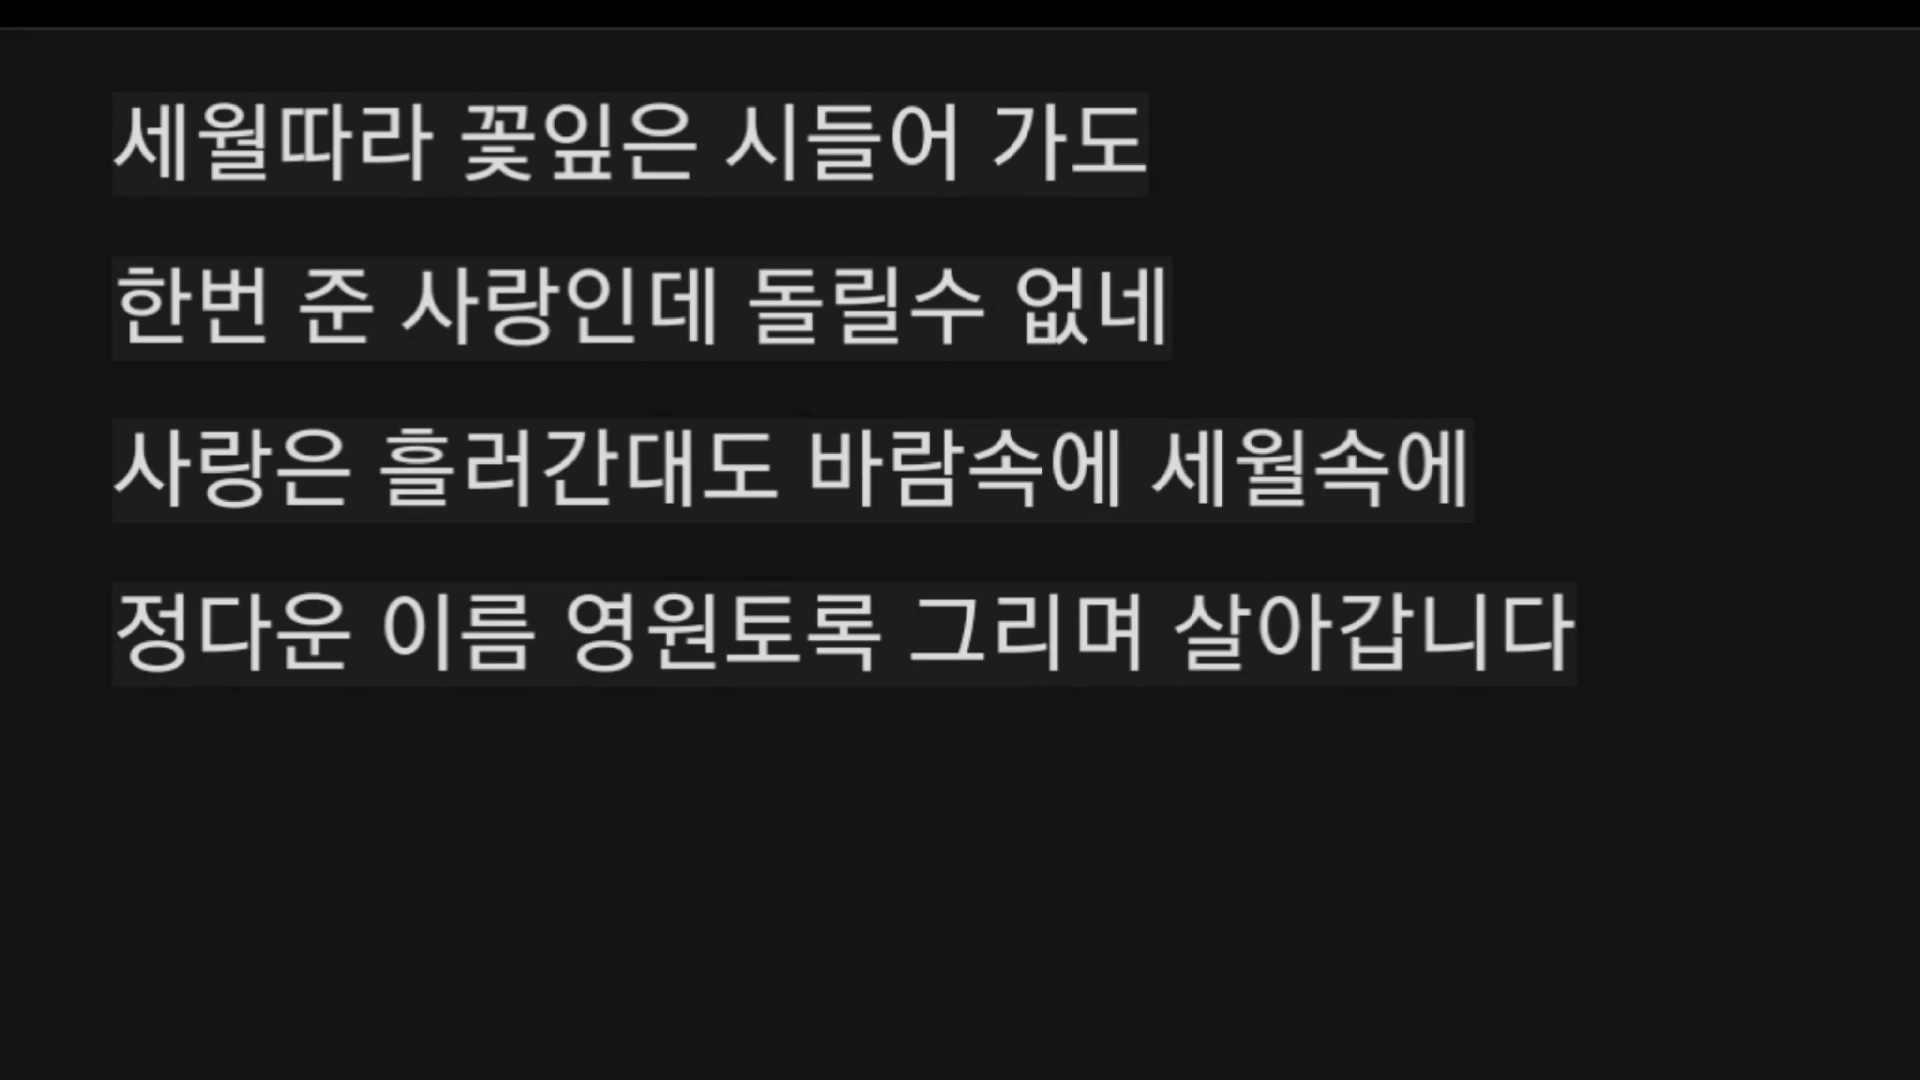 세월따라 꽃잎은 시들어 가도
한번 준 사랑인데 돌릴수 없네
사랑은 흘러간대도 바람속에 세월속에
정다운 이름 영원토록 그리며 살아갑니다